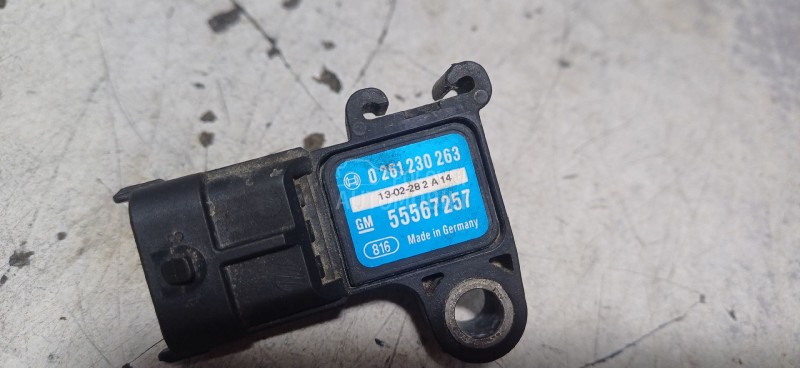 0 261 230 263
13-02-28 2 A 14
GM 55567257
816 Made in Germany